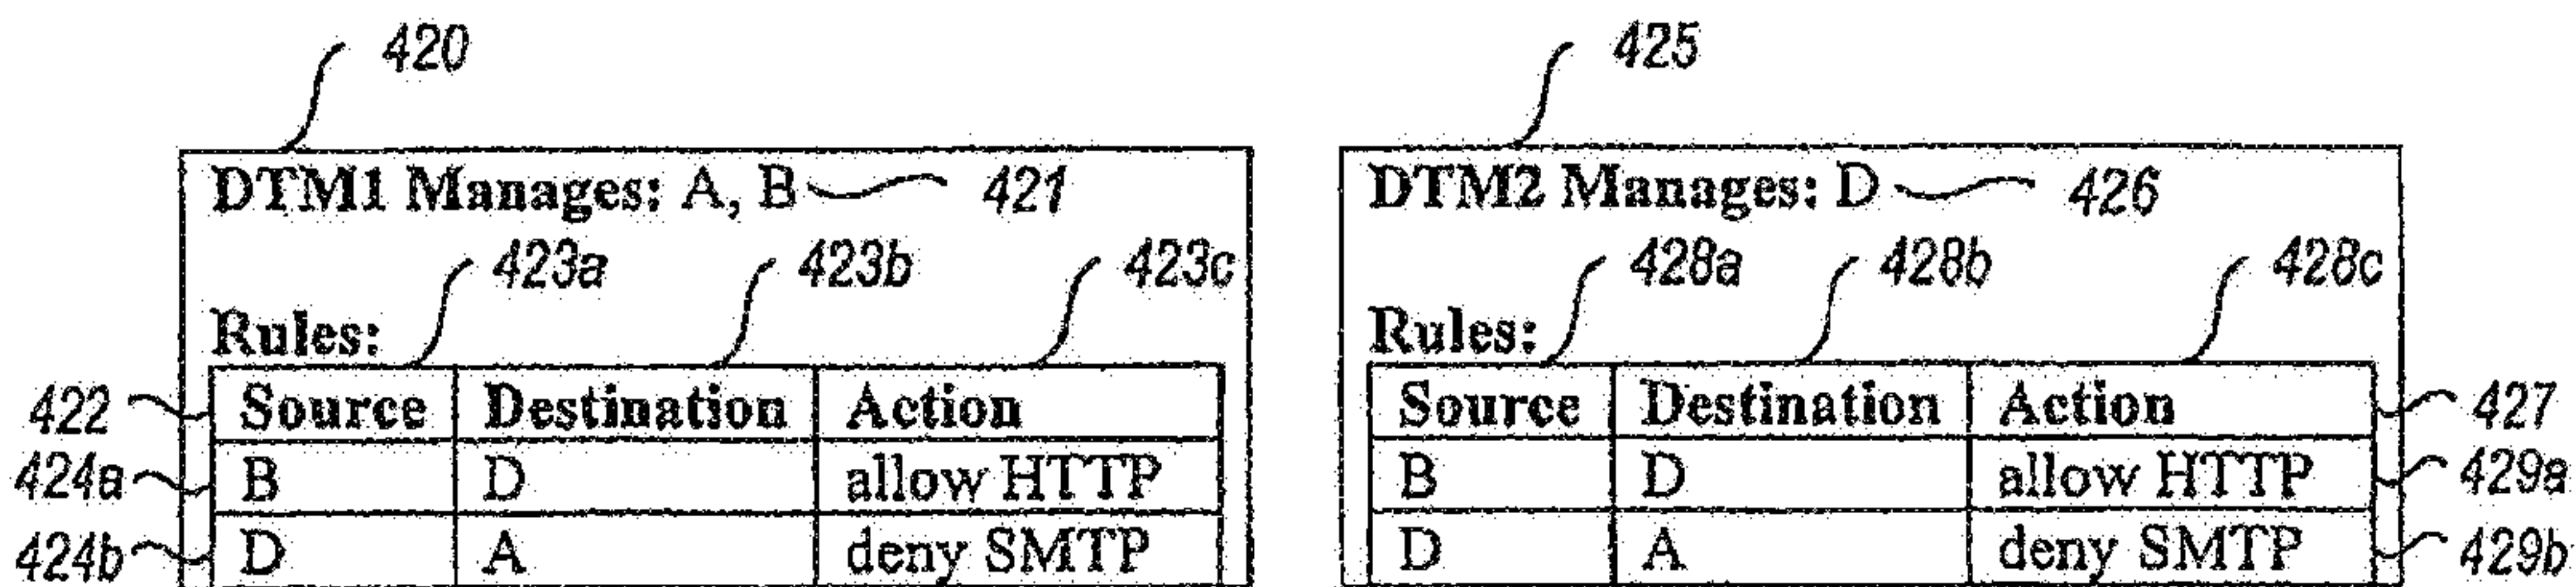 420 425
DTM1 Manages: A, B 421 DTM2 Manages: D 426
423a 423b 423c 428a 428b 428c
Rules: Rules:
422 Source Destination Action Source Destination Action 427
424a B D allow HTTP B D allow HTTP 429a
424b D A deny SMTP D A deny SMTP 429b